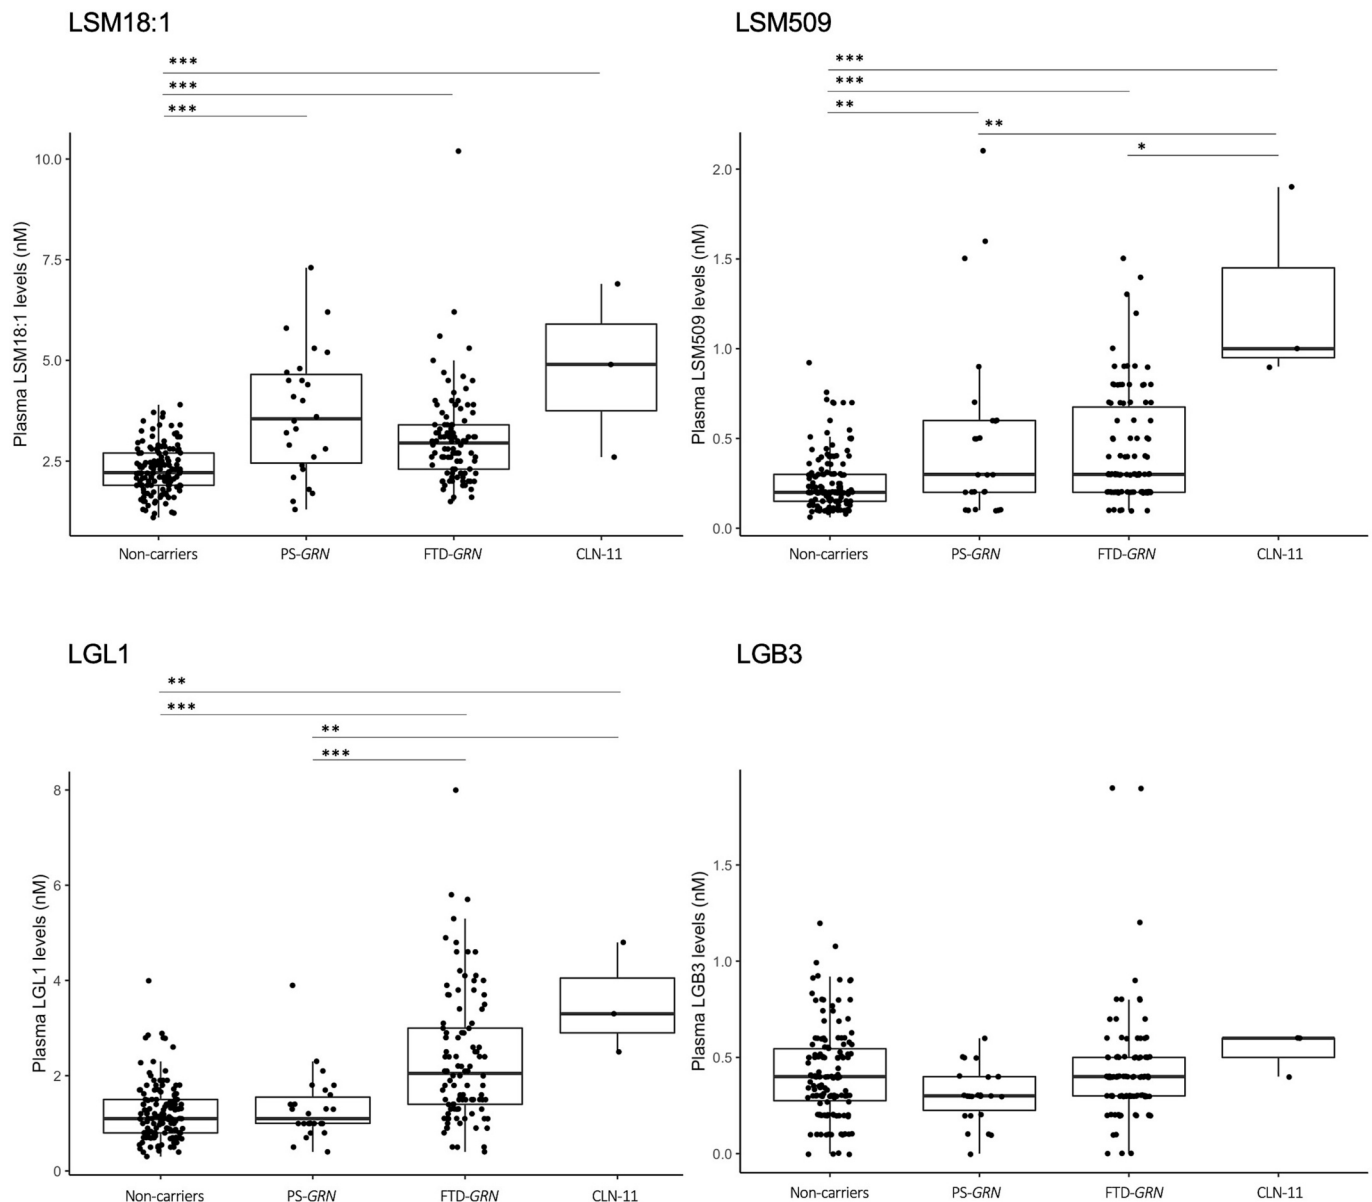 LSM18:1
***
***
***
Plasma LSM18:1 levels (nM)
10.0
7.5
5.0
2.5
Non-carriers PS-GRN FTD-GRN CLN-11
LSM509
***
***
**
**
*
Plasma LSM509 levels (nM)
2.0
1.5
1.0
0.5
0.0
Non-carriers PS-GRN FTD-GRN CLN-11
LGL1
**
***
**
***
Plasma LGL1 levels (nM)
8
6
4
2
0
Non-carriers PS-GRN FTD-GRN CLN-11
LGB3
Plasma LGB3 levels (nM)
1.5
1.0
0.5
0.0
Non-carriers PS-GRN FTD-GRN CLN-11